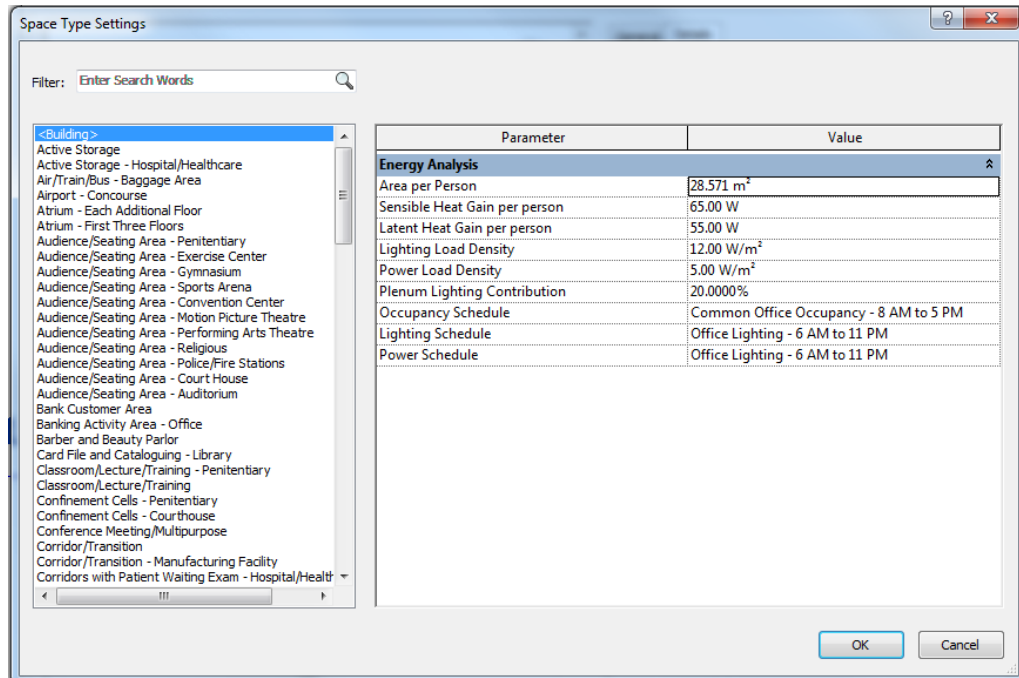 Space Type Settings
Filter: Enter Search Words
<Building>
Active Storage
Active Storage - Hospital/Healthcare
Air/Train/Bus - Baggage Area
Airport - Concourse
Atrium - Each Additional Floor
Atrium - First Three Floors
Audience/Seating Area - Penitentiary
Audience/Seating Area - Exercise Center
Audience/Seating Area - Gymnasium
Audience/Seating Area - Sports Arena
Audience/Seating Area - Convention Center
Audience/Seating Area - Motion Picture Theatre
Audience/Seating Area - Performing Arts Theatre
Audience/Seating Area - Religious
Audience/Seating Area - Police/Fire Stations
Audience/Seating Area - Court House
Audience/Seating Area - Auditorium
Bank Customer Area
Banking Activity Area - Office
Barber and Beauty Parlor
Card File and Cataloguing - Library
Classroom/Lecture/Training - Penitentiary
Classroom/Lecture/Training
Confinement Cells - Penitentiary
Confinement Cells - Courthouse
Conference Meeting/Multipurpose
Corridor/Transition
Corridor/Transition - Manufacturing Facility
Corridors with Patient Waiting Exam - Hospital/Healt
Parameter Value
Energy Analysis
Area per Person 28.571 m²
Sensible Heat Gain per person 65.00 W
Latent Heat Gain per person 55.00 W
Lighting Load Density 12.00 W/m²
Power Load Density 5.00 W/m²
Plenum Lighting Contribution 20.0000%
Occupancy Schedule Common Office Occupancy - 8 AM to 5 PM
Lighting Schedule Office Lighting - 6 AM to 11 PM
Power Schedule Office Lighting - 6 AM to 11 PM
OK Cancel